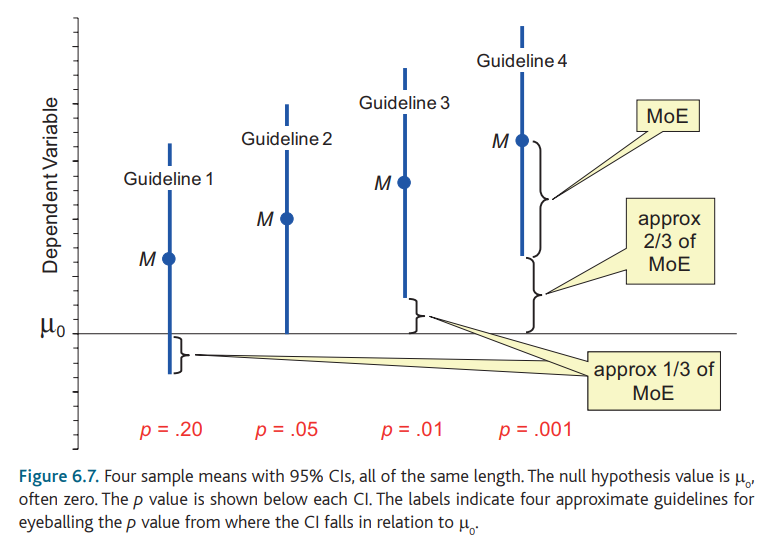 Guideline 4
MoE
Guideline 3
Guideline 2
M
Guideline 1
M
approx
2/3 of
MoE
M
M
Dependent Variable
μ0
approx 1/3 of
MoE
p = .20
p = .05
p = .01
p = .001
Figure 6.7. Four sample means with 95% CIs, all of the same length. The null hypothesis value is μ0,
often zero. The p value is shown below each CI. The labels indicate four approximate guidelines for
eyeballing the p value from where the CI falls in relation to μ0.